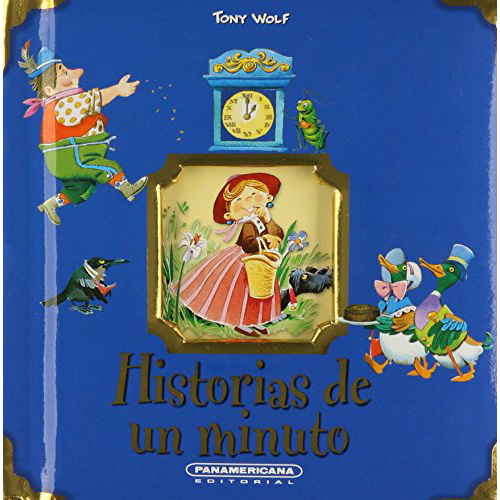 TONY WOLF
Historias de
un minuto
PANAMERICANA
EDITORIAL